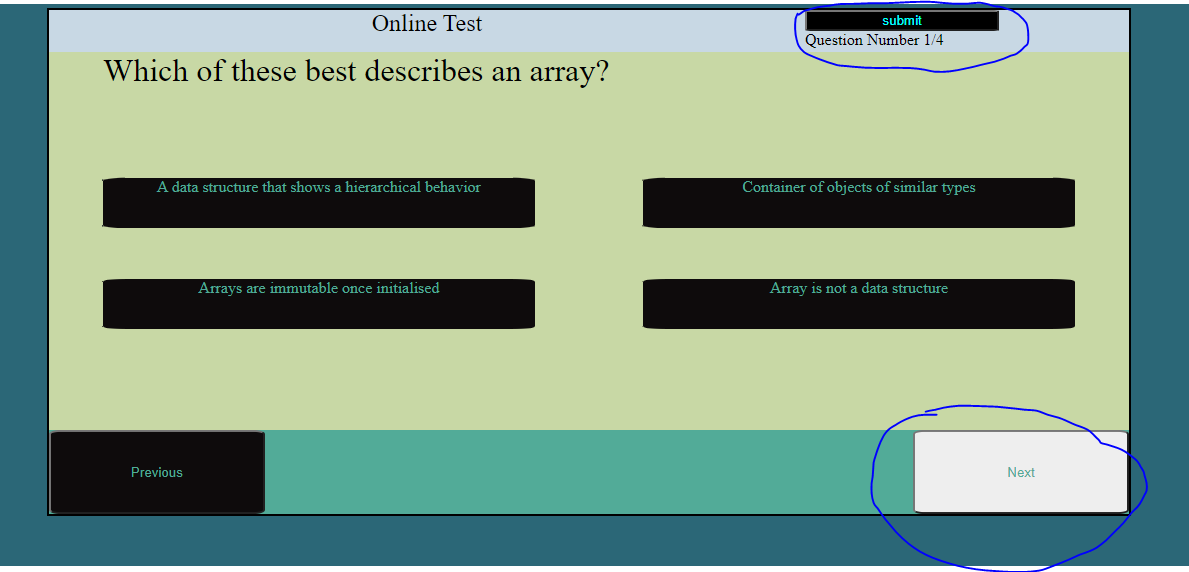 Online Test
submit
Question Number 1/4
Which of these best describes an array?
A data structure that shows a hierarchical behavior
Container of objects of similar types
Arrays are immutable once initialised
Array is not a data structure
Previous
Next